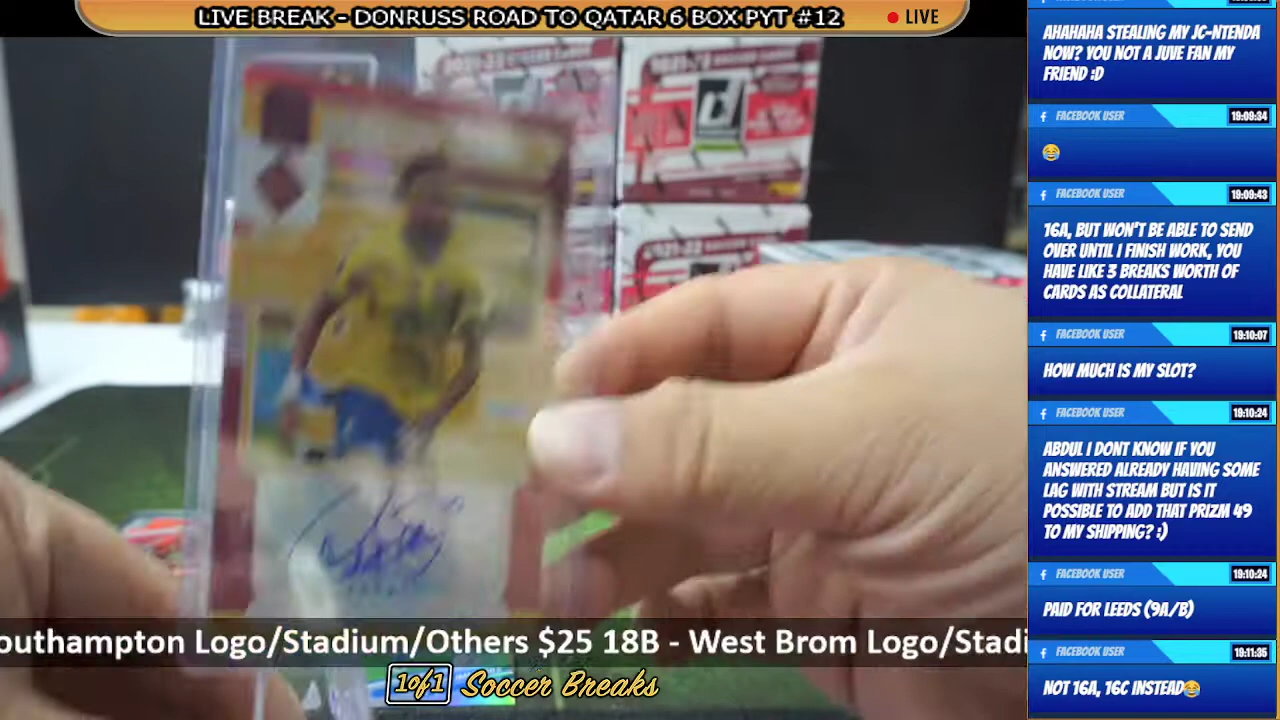 LIVE BREAK - DONRUSS ROAD TO QATAR 6 BOX PYT #12
LIVE
AHAHAHA STEALING MY JC-NTENDA
NOW? YOU NOT A JUVE FAN MY
FRIEND :D
FACEBOOK USER 19:09:34
😂
FACEBOOK USER 19:09:43
16A, BUT WON'T BE ABLE TO SEND
OVER UNTIL I FINISH WORK, YOU
HAVE LIKE 3 BREAKS WORTH OF
CARDS AS COLLATERAL
FACEBOOK USER 19:10:07
HOW MUCH IS MY SLOT?
FACEBOOK USER 19:10:24
ABDUL I DONT KNOW IF YOU
ANSWERED ALREADY HAVING SOME
LAG WITH STREAM BUT IS IT
POSSIBLE TO ADD THAT PRIZM 49
TO MY SHIPPING? :)
FACEBOOK USER 19:10:24
PAID FOR LEEDS (9A/B)
FACEBOOK USER 19:11:35
NOT 16A, 16C INSTEAD😂
outhampton Logo/Stadium/Others $25 18B - West Brom Logo/Stadi
1of1 Soccer Breaks